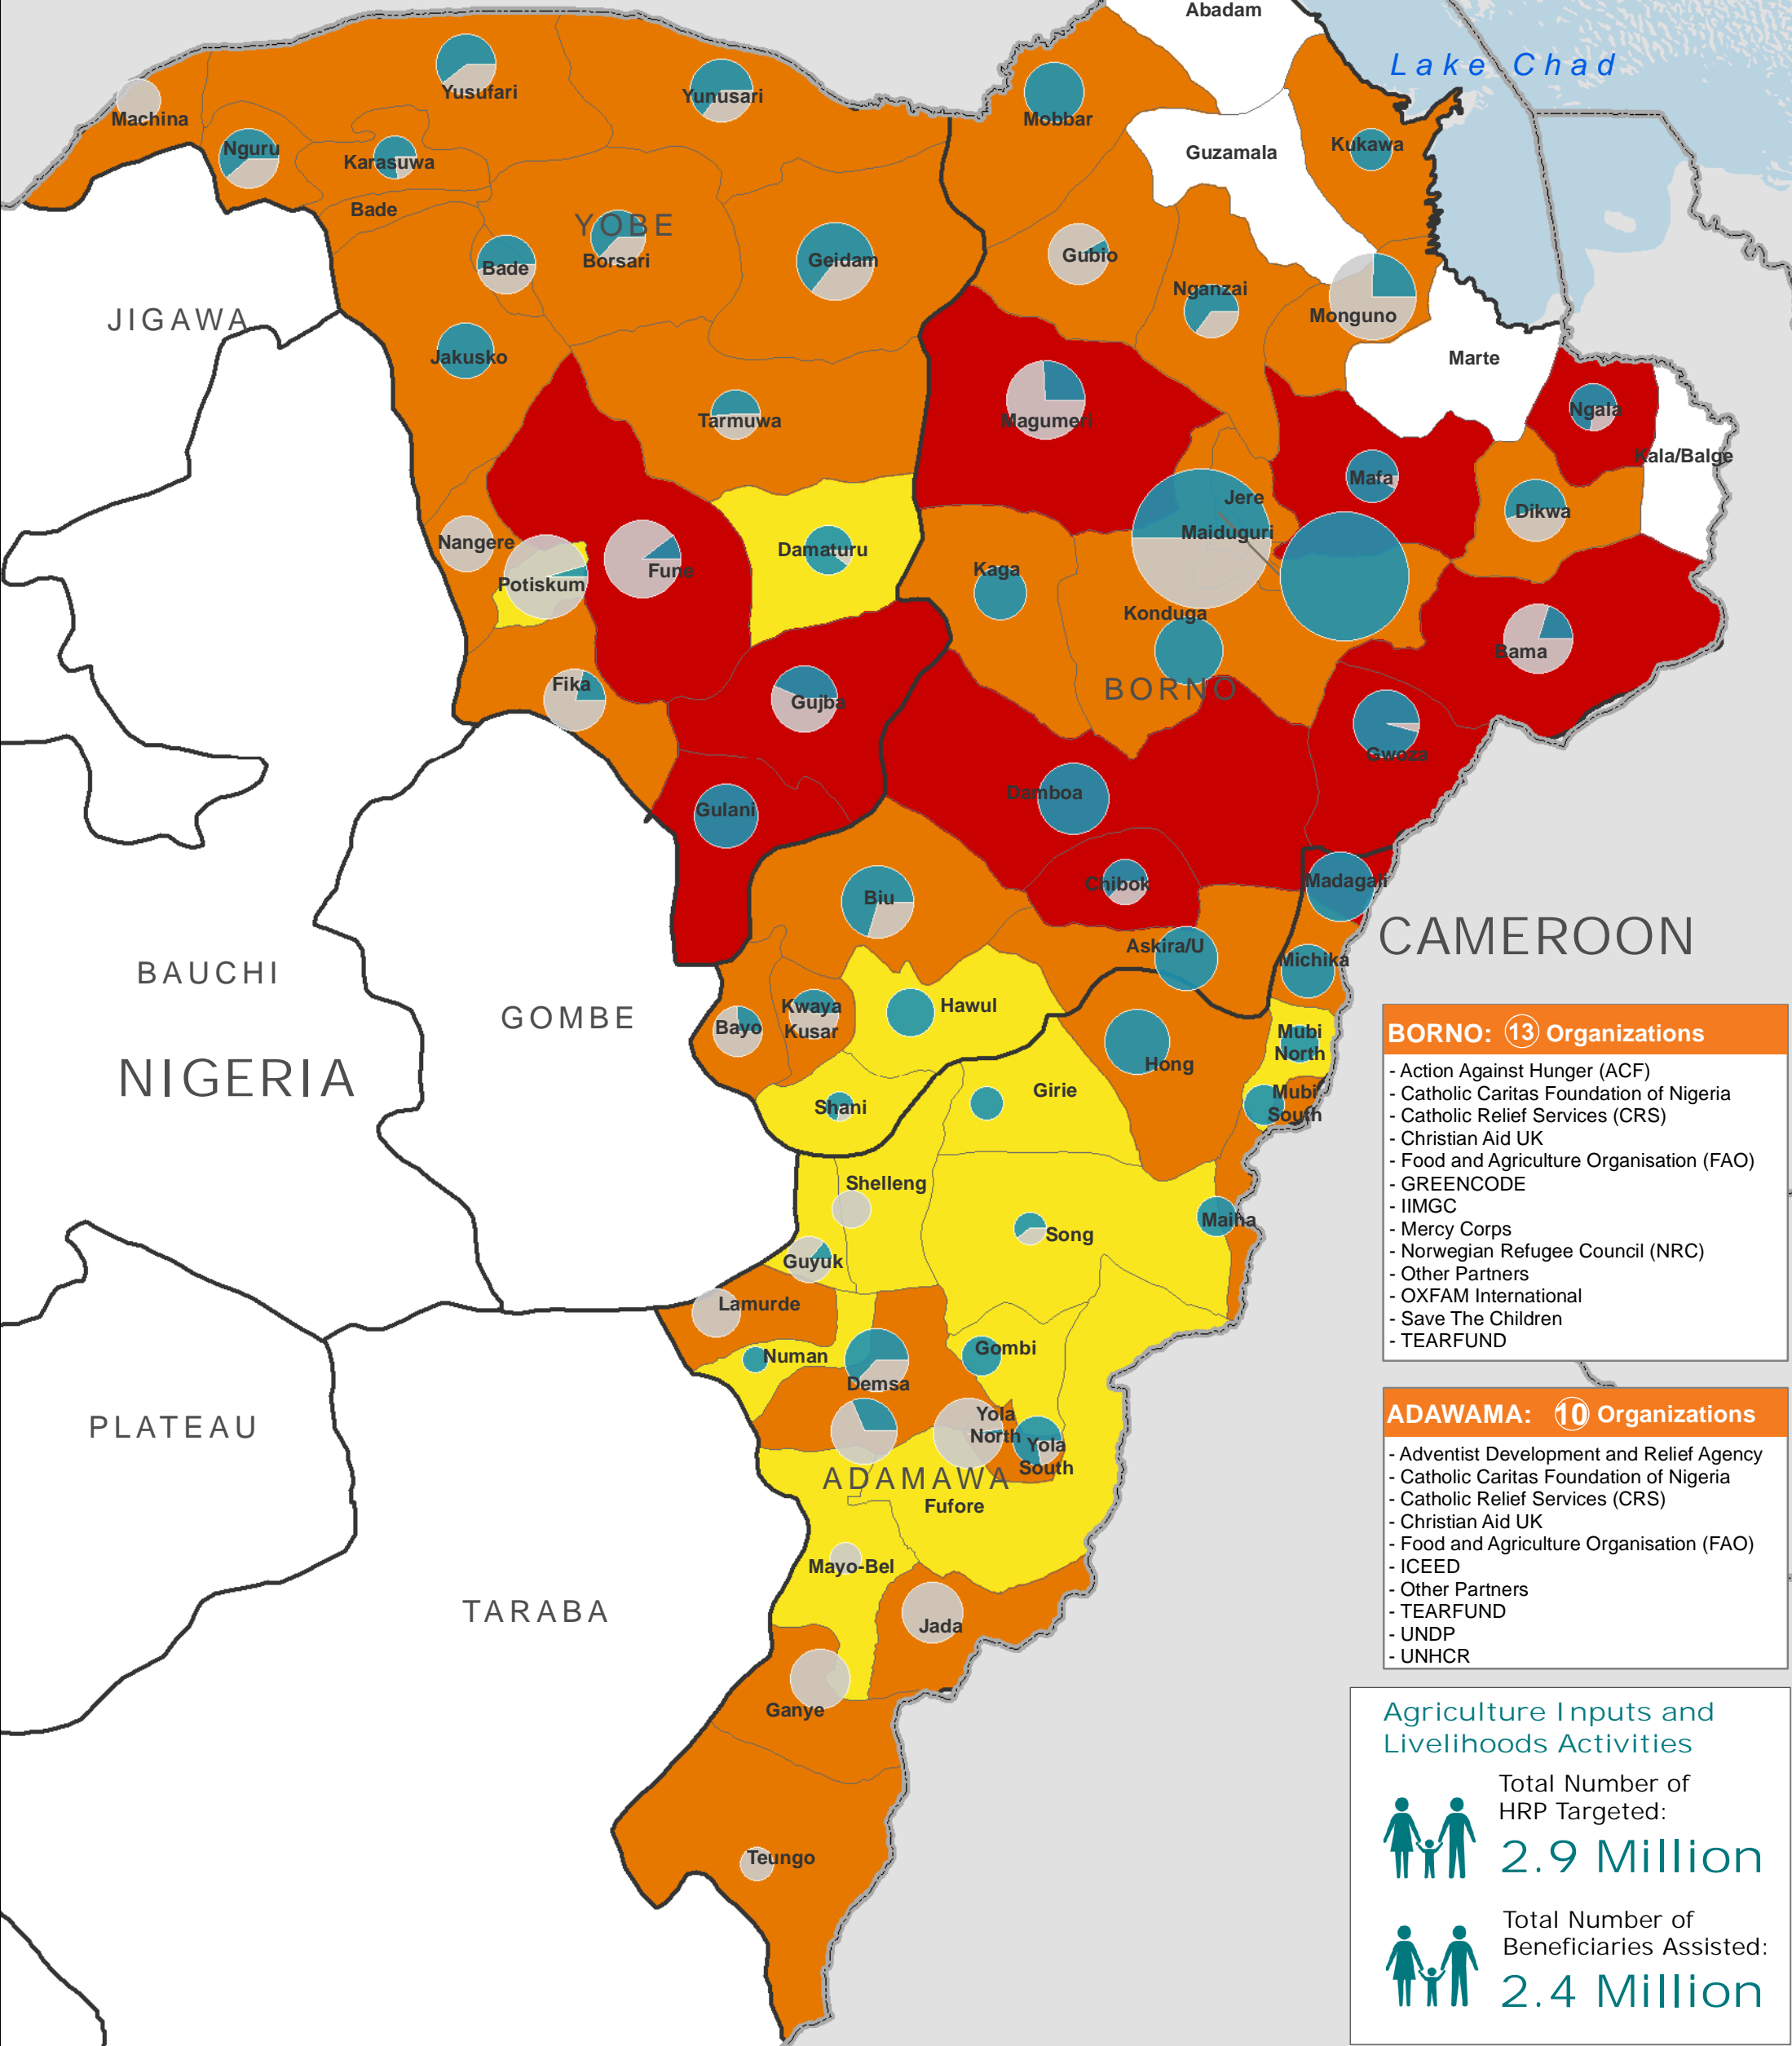 Abadam
Lake Chad
Yusufari
Yunusari
Machina
Mobbar
Nguru
Karasuwa
Guzamala
Kukawa
Bade
YOBE
Borsari
Geidam
Bade
Gubio
Nganzai
Monguno
JIGAWA
Jakusko
Marte
Tarmuwa
Magumeri
Ngala
Kala/Balge
Mafa
Jere
Dikwa
Maiduguri
Nangere
Damaturu
Fune
Potiskum
Kaga
Konduga
Bama
Fika
BORNO
Gujba
Gwoza
Damboa
Gulani
Chibok
Madagali
Biu
CAMEROON
Askira/U
Michika
BAUCHI
GOMBE
Kwaya
Kusar
Hawul
Bayo
Mubi
North
NIGERIA
Hong
Girie
Mubi
South
Shani
Shelleng
Maiha
Song
Guyuk
Lamurde
Gombi
Numan
Demsa
PLATEAU
Yola
North
Yola
South
ADAMAWA
Fufore
Mayo-Bel
TARABA
Jada
Ganye
Teungo
BORNO: 13 Organizations
- Action Against Hunger (ACF)
- Catholic Caritas Foundation of Nigeria
- Catholic Relief Services (CRS)
- Christian Aid UK
- Food and Agriculture Organisation (FAO)
- GREENCODE
- IIMGC
- Mercy Corps
- Norwegian Refugee Council (NRC)
- Other Partners
- OXFAM International
- Save The Children
- TEARFUND
ADAWAMA: 10 Organizations
- Adventist Development and Relief Agency
- Catholic Caritas Foundation of Nigeria
- Catholic Relief Services (CRS)
- Christian Aid UK
- Food and Agriculture Organisation (FAO)
- ICEED
- Other Partners
- TEARFUND
- UNDP
- UNHCR
Agriculture Inputs and
Livelihoods Activities
Total Number of
HRP Targeted:
2.9 Million
Total Number of
Beneficiaries Assisted:
2.4 Million